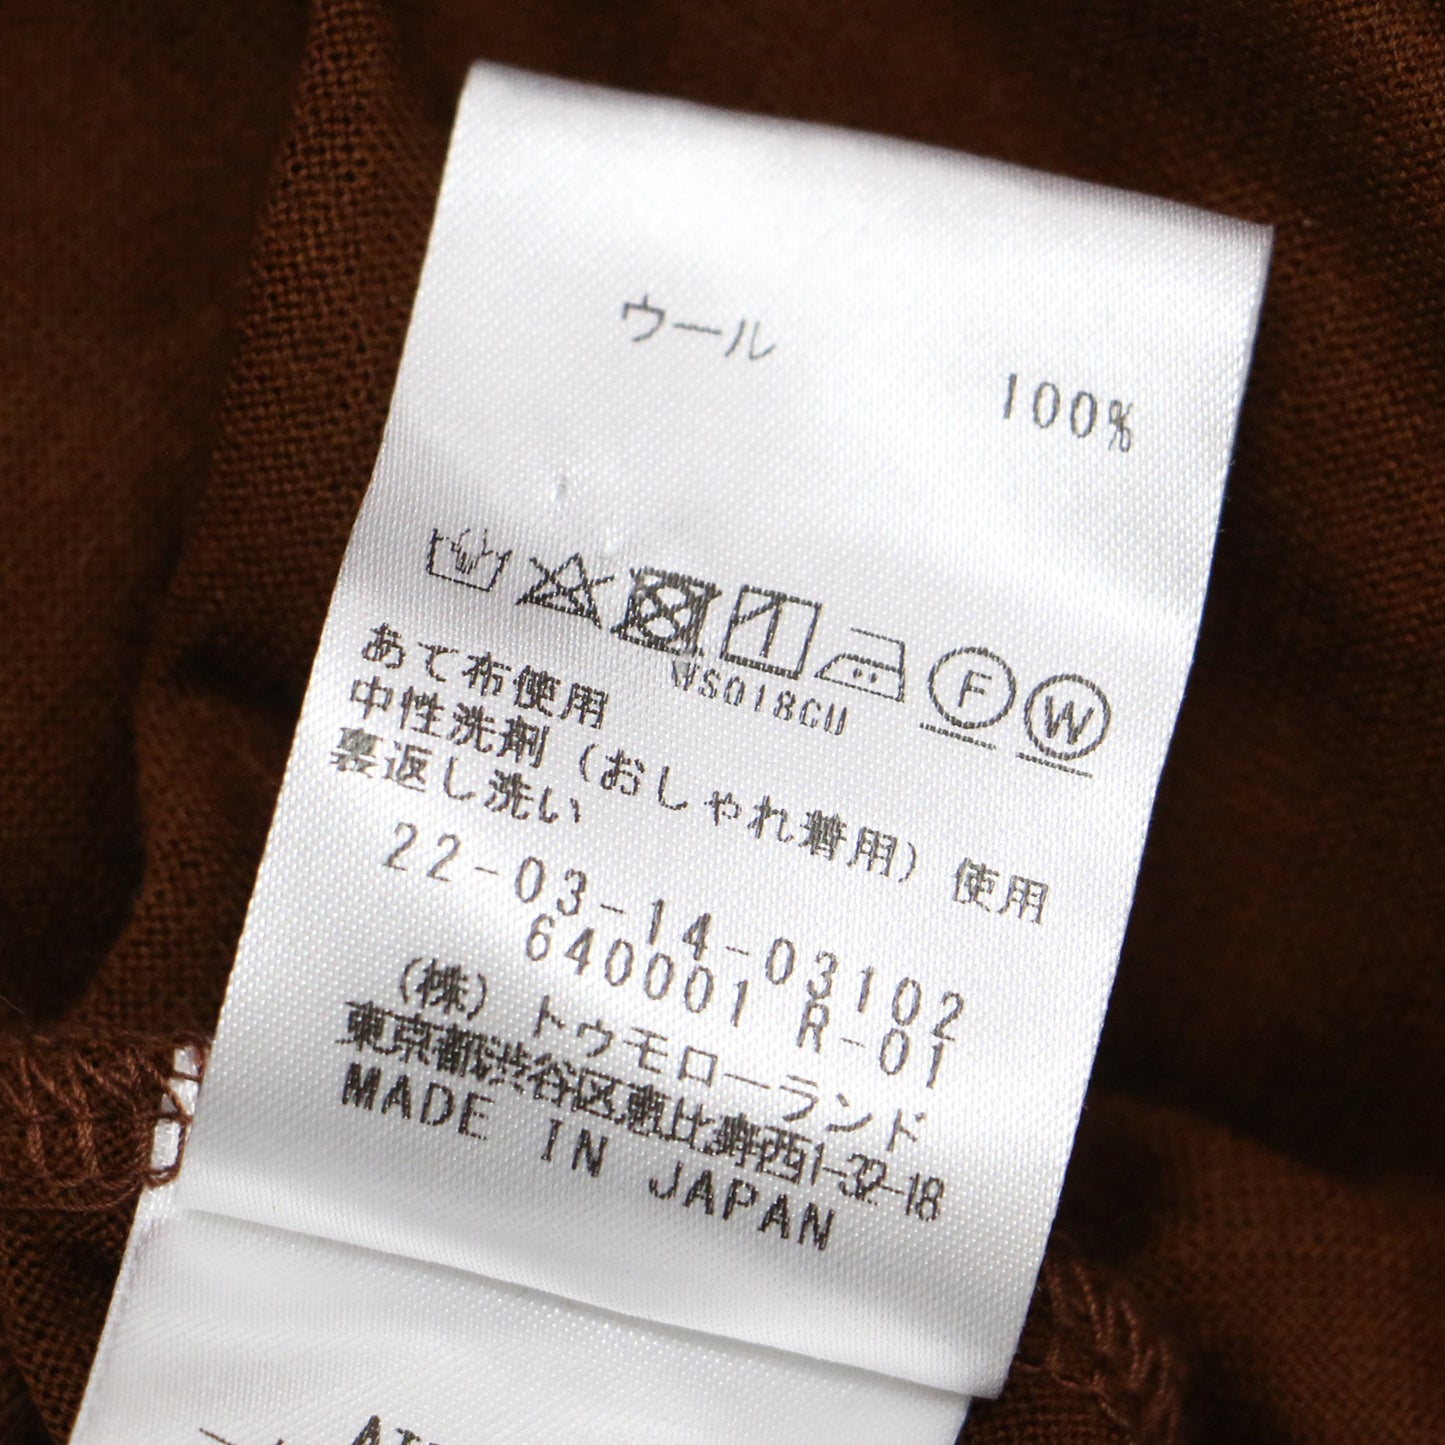 ウール 100%
F W
WS018CU
あて布使用
中性洗剤（おしゃれ着用）使用
裏返し洗い
22-03-14-03102
640001 R-01
（株）トゥモローランド
東京都渋谷区恵比寿西1-32-18
MADE IN JAPAN